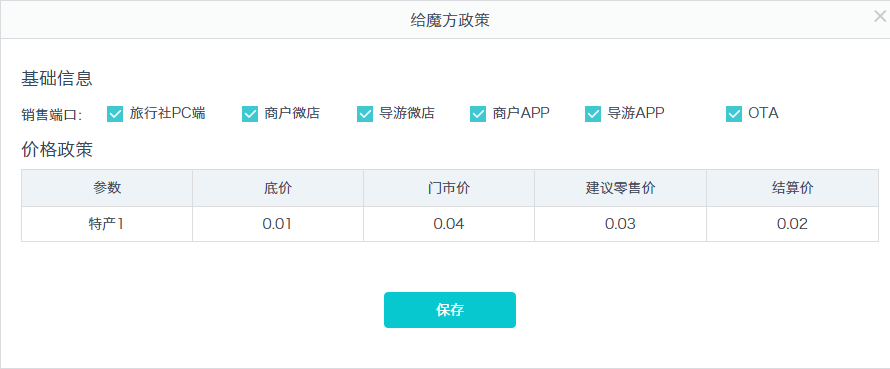 给魔方政策
基础信息
销售端口： 旅行社PC端 商户微店 导游微店 商户APP 导游APP OTA
价格政策
参数 底价 门市价 建议零售价 结算价
特产1 0.01 0.04 0.03 0.02
保存